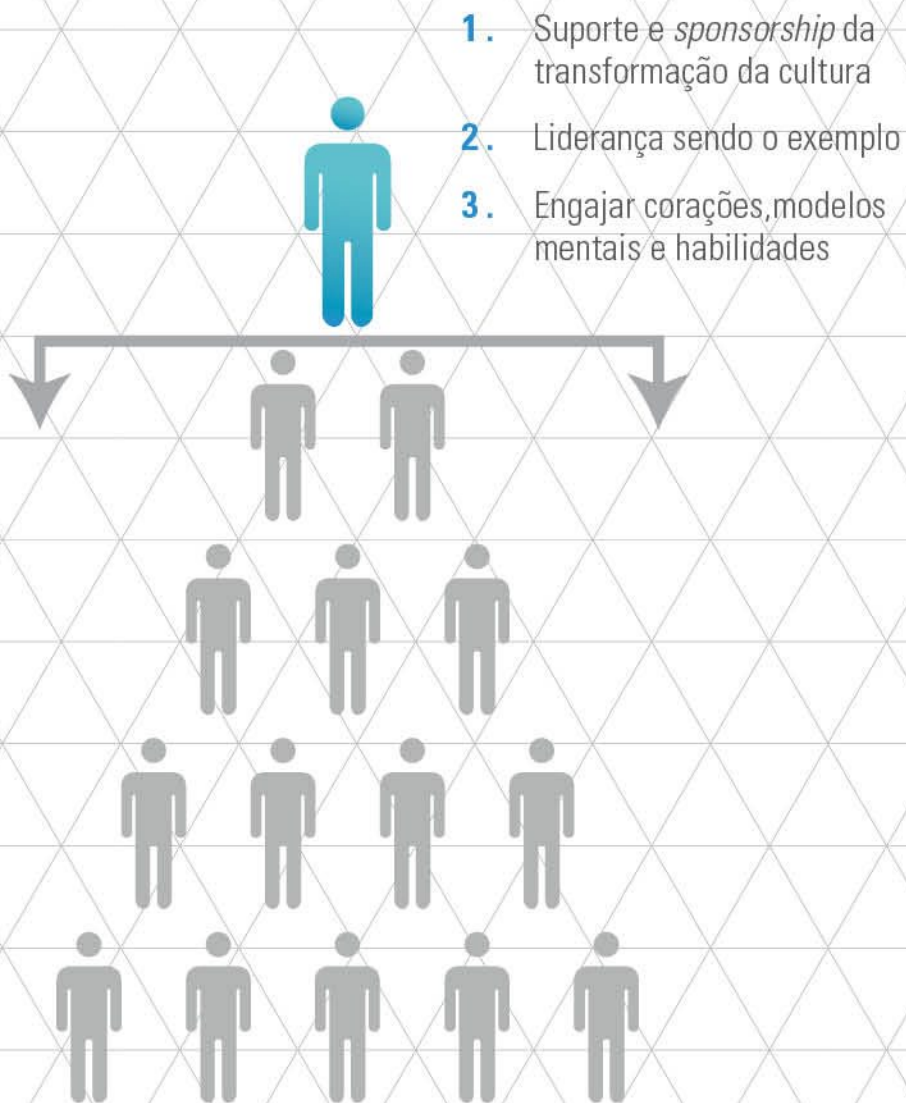 1. Suporte e sponsorship da
transformação da cultura
2. Liderança sendo o exemplo
3. Engajar corações,modelos
mentais e habilidades